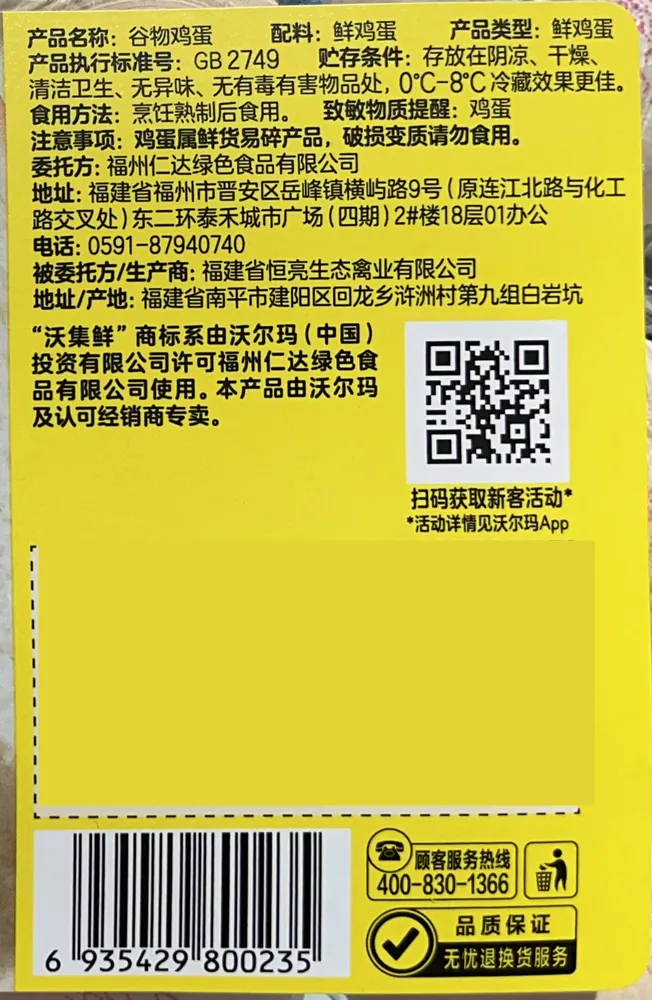 产品名称：谷物鸡蛋 配料：鲜鸡蛋 产品类型：鲜鸡蛋
产品执行标准号：GB 2749 贮存条件：存放在阴凉、干燥、
清洁卫生、无异味、无有毒有害物品处，0℃-8℃冷藏效果更佳。
食用方法：烹饪熟制后食用。 致敏物质提醒：鸡蛋
注意事项：鸡蛋属鲜货易碎产品，破损变质请勿食用。
委托方：福州仁达绿色食品有限公司
地址：福建省福州市晋安区岳峰镇横屿路9号（原连江北路与化工
路交叉处）东二环泰禾城市广场（四期）2#楼18层01办公
电话：0591-87940740
被委托方/生产商：福建省恒亮生态禽业有限公司
地址/产地：福建省南平市建阳区回龙乡浒洲村第九组白岩坑
“沃集鲜”商标系由沃尔玛（中国）
投资有限公司许可福州仁达绿色食
品有限公司使用。本产品由沃尔玛
及认可经销商专卖。
扫码获取新客活动*
*活动详情见沃尔玛App
6 935429 800235
顾客服务热线
400-830-1366
品质保证
无忧退换货服务